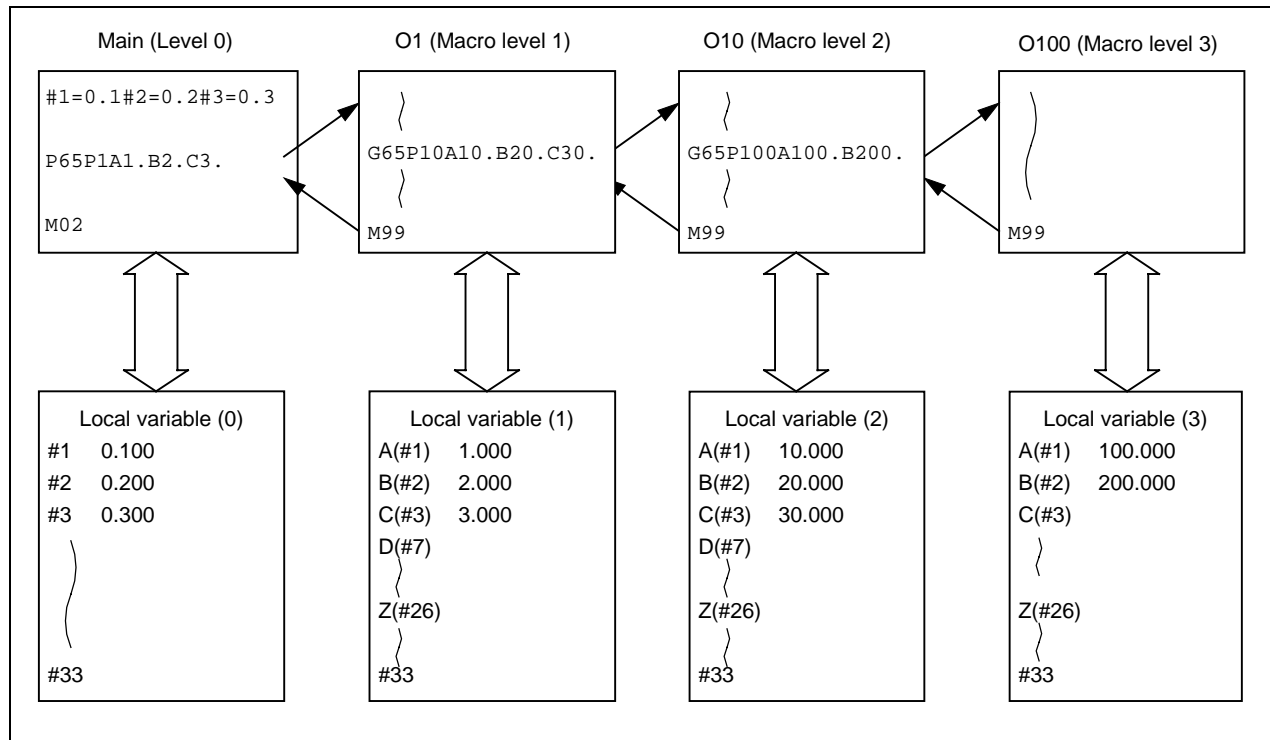 Main (Level 0)
O1 (Macro level 1)
O10 (Macro level 2)
O100 (Macro level 3)
#1=0.1#2=0.2#3=0.3
P65P1A1.B2.C3.
M02
G65P10A10.B20.C30.
M99
G65P100A100.B200.
M99
M99
Local variable (0)
#1 0.100
#2 0.200
#3 0.300
#33
Local variable (1)
A(#1) 1.000
B(#2) 2.000
C(#3) 3.000
D(#7)
Z(#26)
#33
Local variable (2)
A(#1) 10.000
B(#2) 20.000
C(#3) 30.000
D(#7)
Z(#26)
#33
Local variable (3)
A(#1) 100.000
B(#2) 200.000
C(#3)
Z(#26)
#33